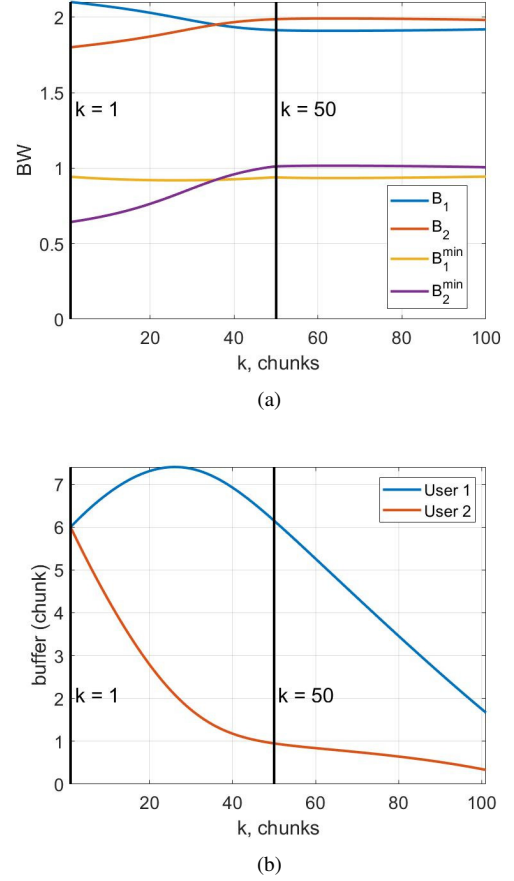 2
1.5
1
0.5
0
BW
k = 1
k = 50
B₁
B₂
B₁ᵐⁱⁿ
B₂ᵐⁱⁿ
20 40 60 80 100
k, chunks
(a)
7
6
5
4
3
2
1
0
buffer (chunk)
User 1
User 2
k = 1
k = 50
20 40 60 80 100
k, chunks
(b)